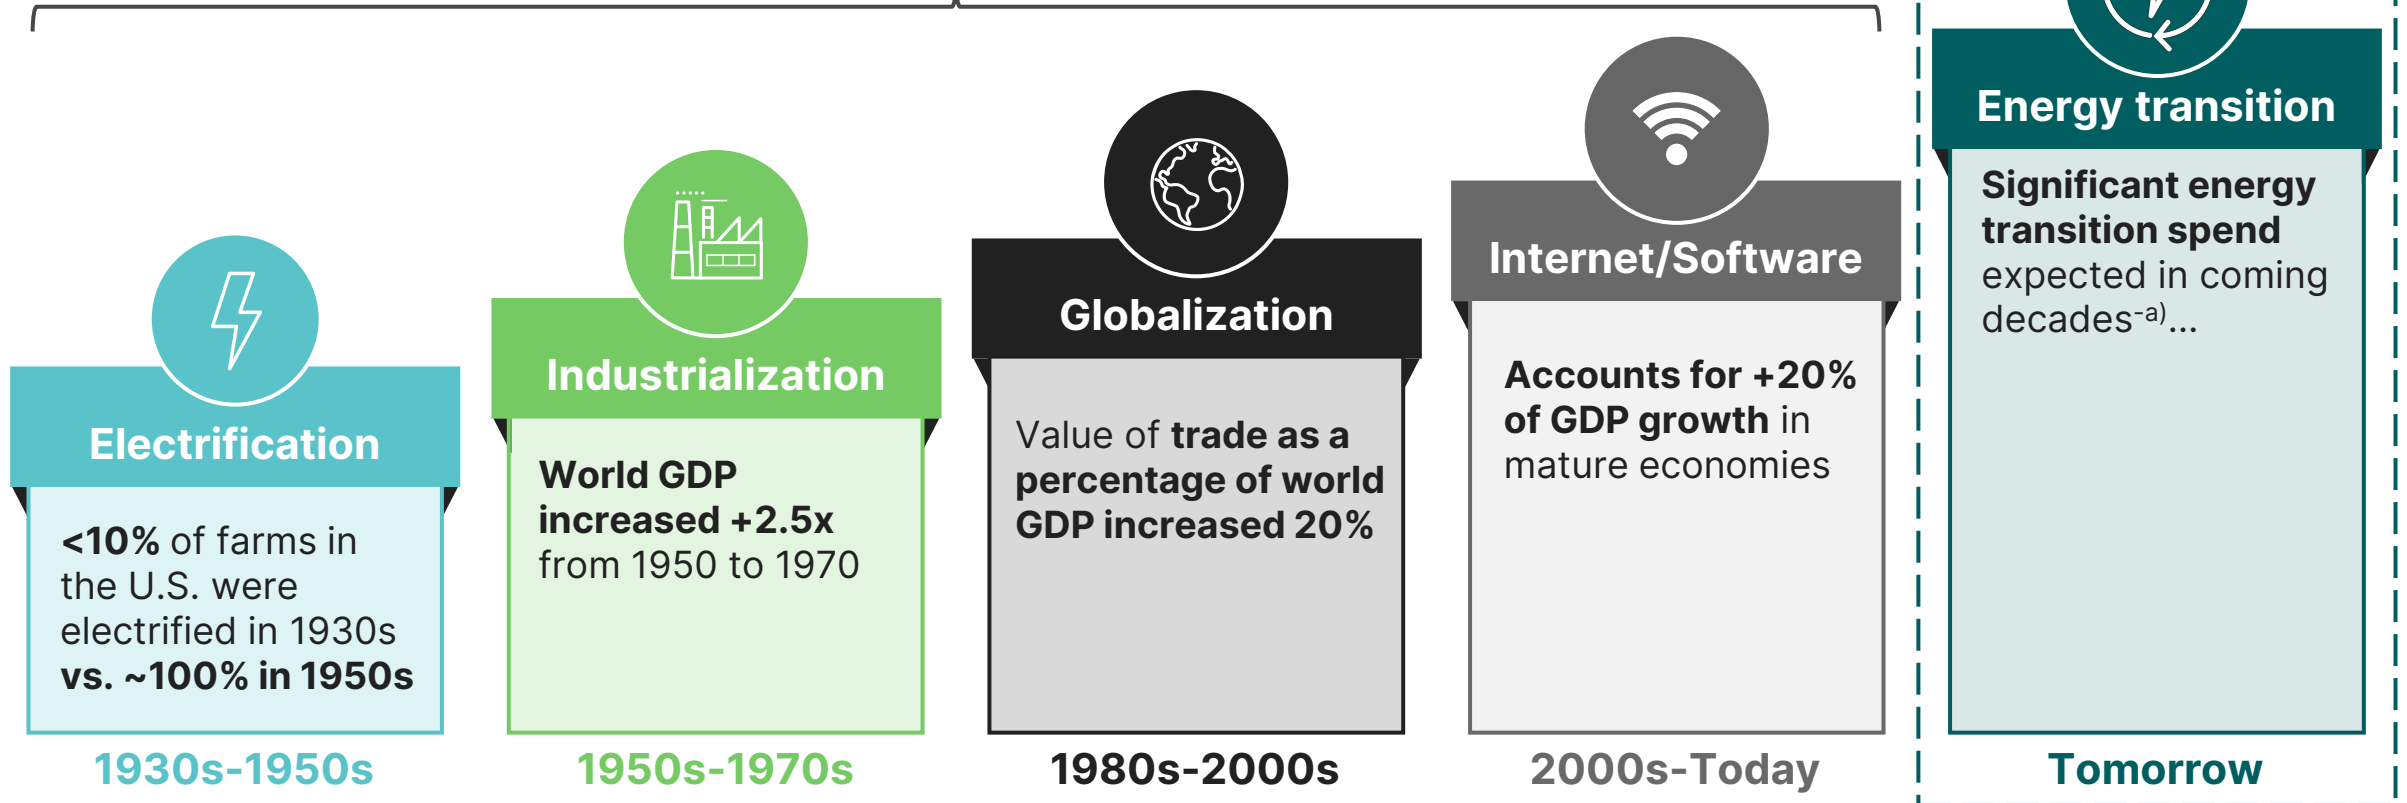 Electrification
<10% of farms in
the U.S. were
electrified in 1930s
vs. ~100% in 1950s
1930s-1950s
Industrialization
World GDP
increased +2.5x
from 1950 to 1970
1950s-1970s
Globalization
Value of trade as a
percentage of world
GDP increased 20%
1980s-2000s
Internet/Software
Accounts for +20%
of GDP growth in
mature economies
2000s-Today
Energy transition
Significant energy
transition spend
expected in coming
decades-a)...
Tomorrow